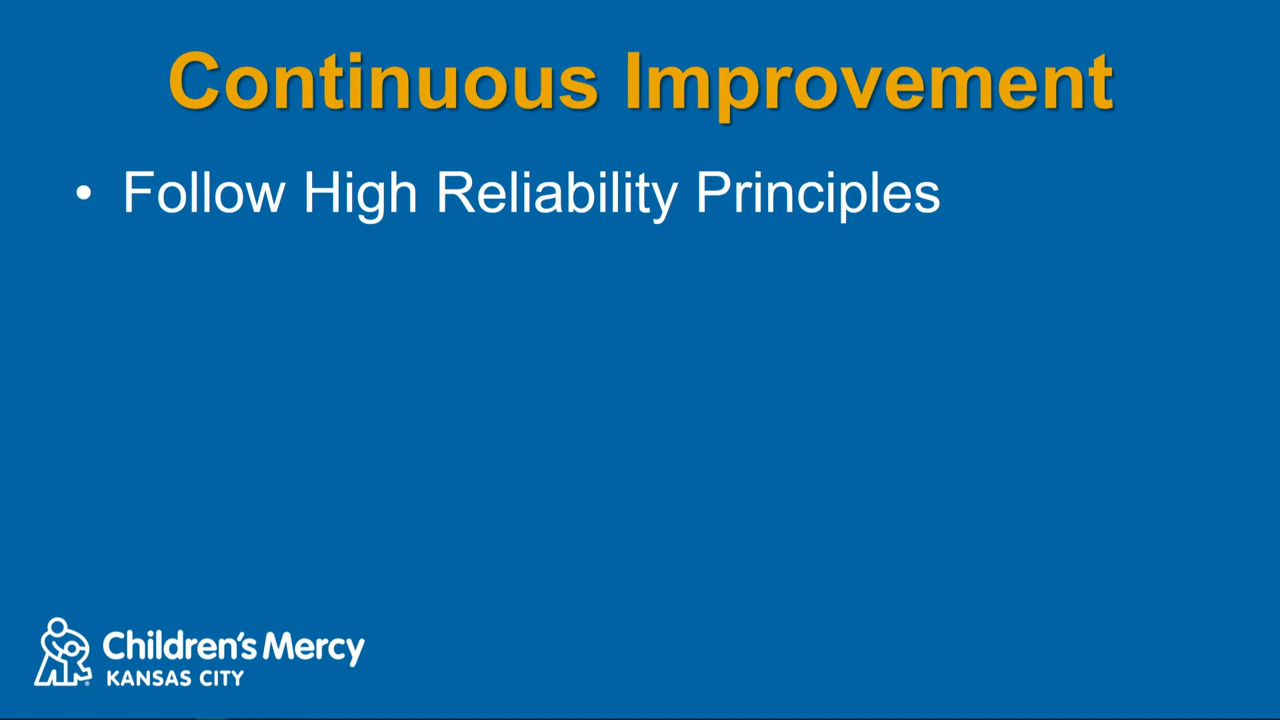 Continuous Improvement
• Follow High Reliability Principles
Children's Mercy
KANSAS CITY